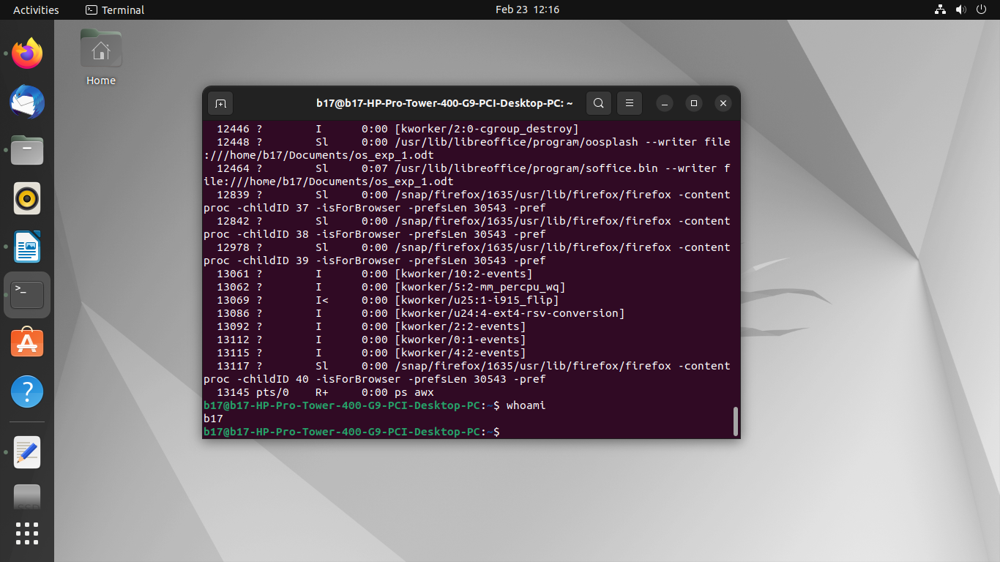 Activities
Terminal
Feb 23 12:16
Home
b17@b17-HP-Pro-Tower-400-G9-PCI-Desktop-PC: ~
12446 ? I 0:00 [kworker/2:0-cgroup_destroy]
12448 ? Sl 0:00 /usr/lib/libreoffice/program/oosplash --writer file
:///home/b17/Documents/os_exp_1.odt
12464 ? Sl 0:07 /usr/lib/libreoffice/program/soffice.bin --writer f
ile:///home/b17/Documents/os_exp_1.odt
12839 ? Sl 0:00 /snap/firefox/1635/usr/lib/firefox/firefox -content
proc -childID 37 -isForBrowser -prefsLen 30543 -pref
12842 ? Sl 0:00 /snap/firefox/1635/usr/lib/firefox/firefox -content
proc -childID 38 -isForBrowser -prefsLen 30543 -pref
12978 ? Sl 0:00 /snap/firefox/1635/usr/lib/firefox/firefox -content
proc -childID 39 -isForBrowser -prefsLen 30543 -pref
13061 ? I 0:00 [kworker/10:2-events]
13062 ? I 0:00 [kworker/5:2-mm_percpu_wq]
13069 ? I< 0:00 [kworker/u25:1-i915_flip]
13086 ? I 0:00 [kworker/u24:4-ext4-rsv-conversion]
13092 ? I 0:00 [kworker/2:2-events]
13112 ? I 0:00 [kworker/0:1-events]
13115 ? I 0:00 [kworker/4:2-events]
13117 ? Sl 0:00 /snap/firefox/1635/usr/lib/firefox/firefox -content
proc -childID 40 -isForBrowser -prefsLen 30543 -pref
13145 pts/0 R+ 0:00 ps awx
b17@b17-HP-Pro-Tower-400-G9-PCI-Desktop-PC:~$ whoami
b17
b17@b17-HP-Pro-Tower-400-G9-PCI-Desktop-PC:~$